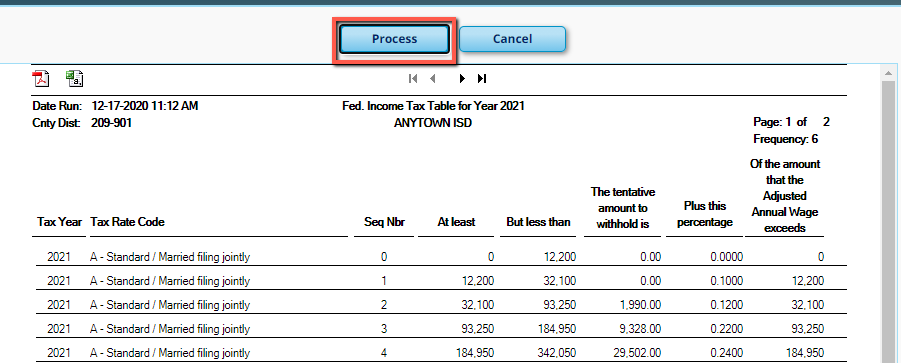 Process Cancel
Date Run: 12-17-2020 11:12 AM Fed. Income Tax Table for Year 2021
Cnty Dist: 209-901 ANYTOWN ISD Page: 1 of 2
Frequency: 6
Tax Year Tax Rate Code Seq Nbr At least But less than The tentative amount to withhold is Plus this percentage Of the amount that the Adjusted Annual Wage exceeds
2021 A - Standard / Married filing jointly 0 0 12,200 0.00 0.0000 0
2021 A - Standard / Married filing jointly 1 12,200 32,100 0.00 0.1000 12,200
2021 A - Standard / Married filing jointly 2 32,100 93,250 1,990.00 0.1200 32,100
2021 A - Standard / Married filing jointly 3 93,250 184,950 9,328.00 0.2200 93,250
2021 A - Standard / Married filing jointly 4 184,950 342,050 29,502.00 0.2400 184,950